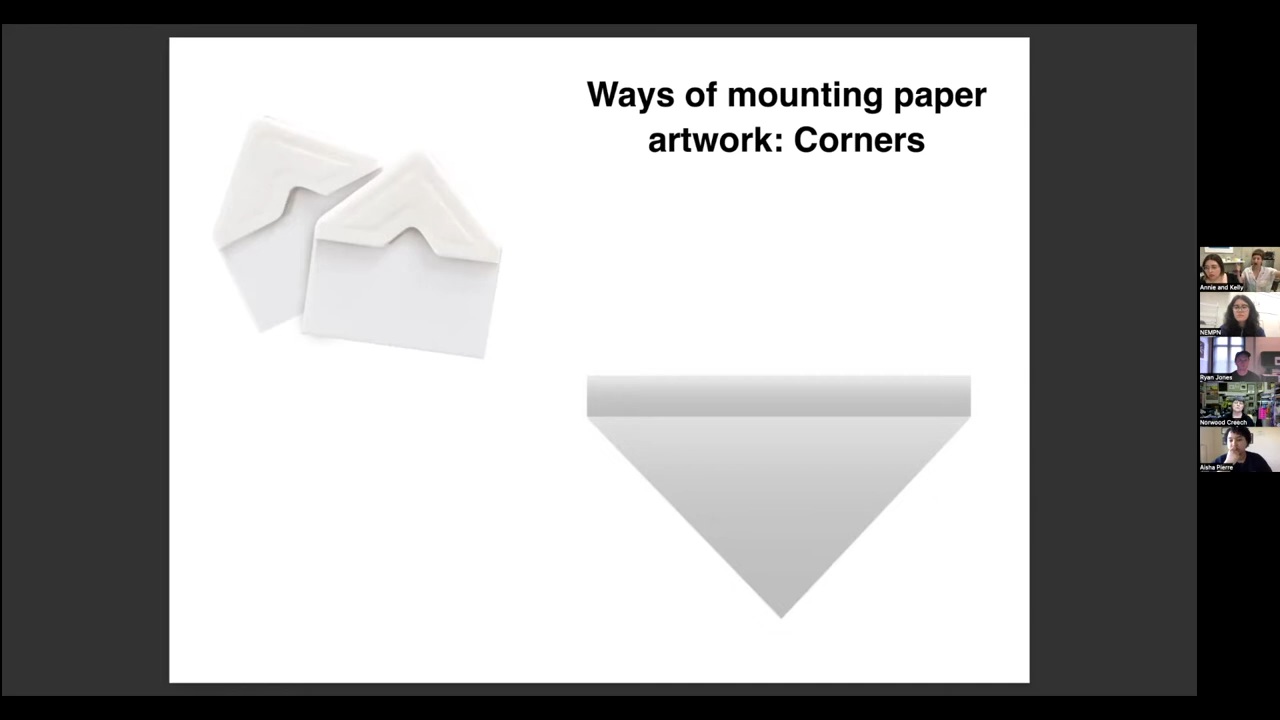 Ways of mounting paper
artwork: Corners
Annie and Kelly
NEMPN
Ryan Jones
Norwood Creech
Aisha Pierre